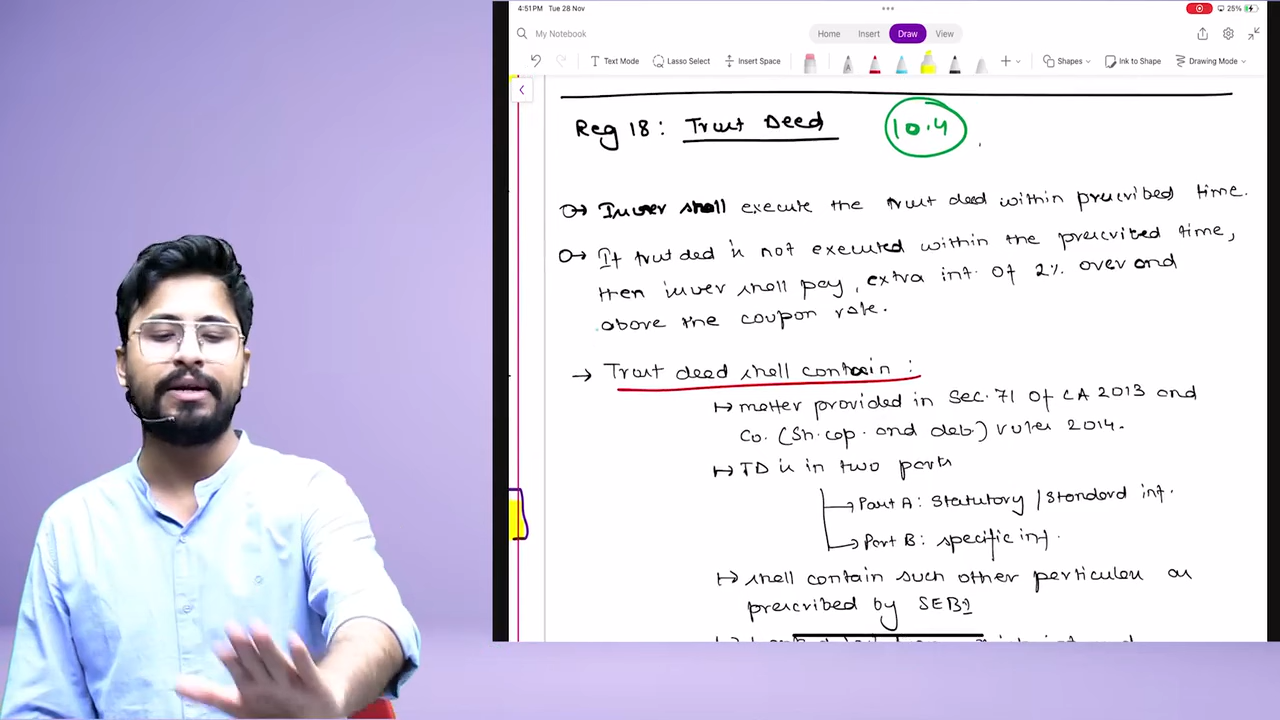 4:51 PM Tue 28 Nov
25%
My Notebook
Home Insert Draw View
Text Mode Lasso Select Insert Space Shapes Ink to Shape Drawing Mode
Reg 18: Trust Deed 10.4
Issuer shall execute the trust deed within prescribed time.
If trust deed is not executed within the prescribed time,
then issuer shall pay, extra int. of 2% over and
above the coupon rate.
→ Trust deed shall contain:
matter provided in Sec. 71 of CA 2013 and
Co. (Sh. cap. and deb.) rules 2014.
TD is in two parts
Part A: Statutory / Standard inf.
Part B: specific inf.
shall contain such other particulars as
prescribed by SEBI